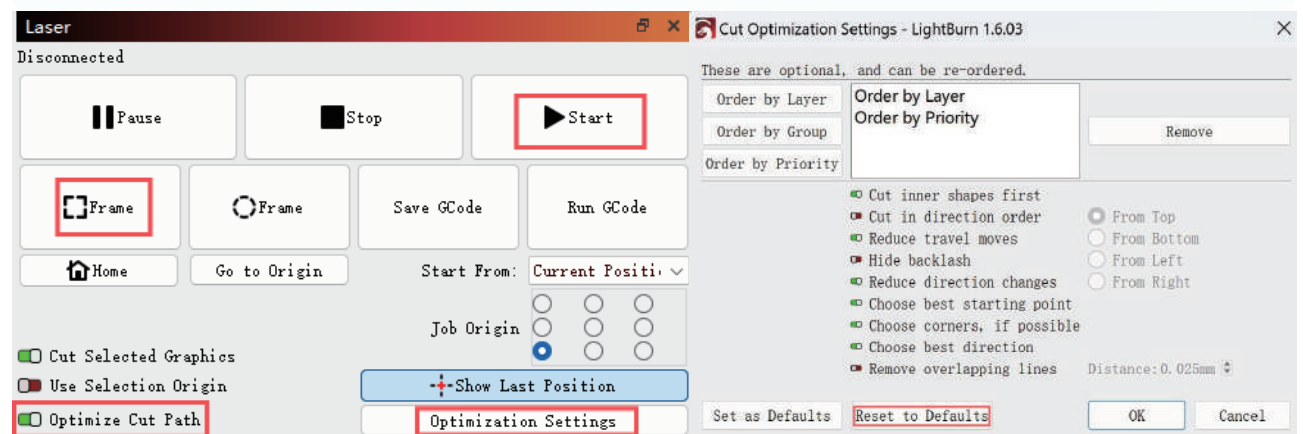 Laser
Disconnected
Pause
Stop
Start
Frame
Frame
Save GCode
Run GCode
Home
Go to Origin
Start From:
Current Positi
Job Origin
Cut Selected Graphics
Use Selection Origin
Show Last Position
Optimize Cut Path
Optimization Settings
Cut Optimization Settings - LightBurn 1.6.03
These are optional, and can be re-ordered.
Order by Layer
Order by Group
Order by Priority
Order by Layer
Order by Priority
Remove
Cut inner shapes first
Cut in direction order
Reduce travel moves
Hide backlash
Reduce direction changes
Choose best starting point
Choose corners, if possible
Choose best direction
Remove overlapping lines
From Top
From Bottom
From Left
From Right
Distance:0.025mm
Set as Defaults
Reset to Defaults
OK
Cancel